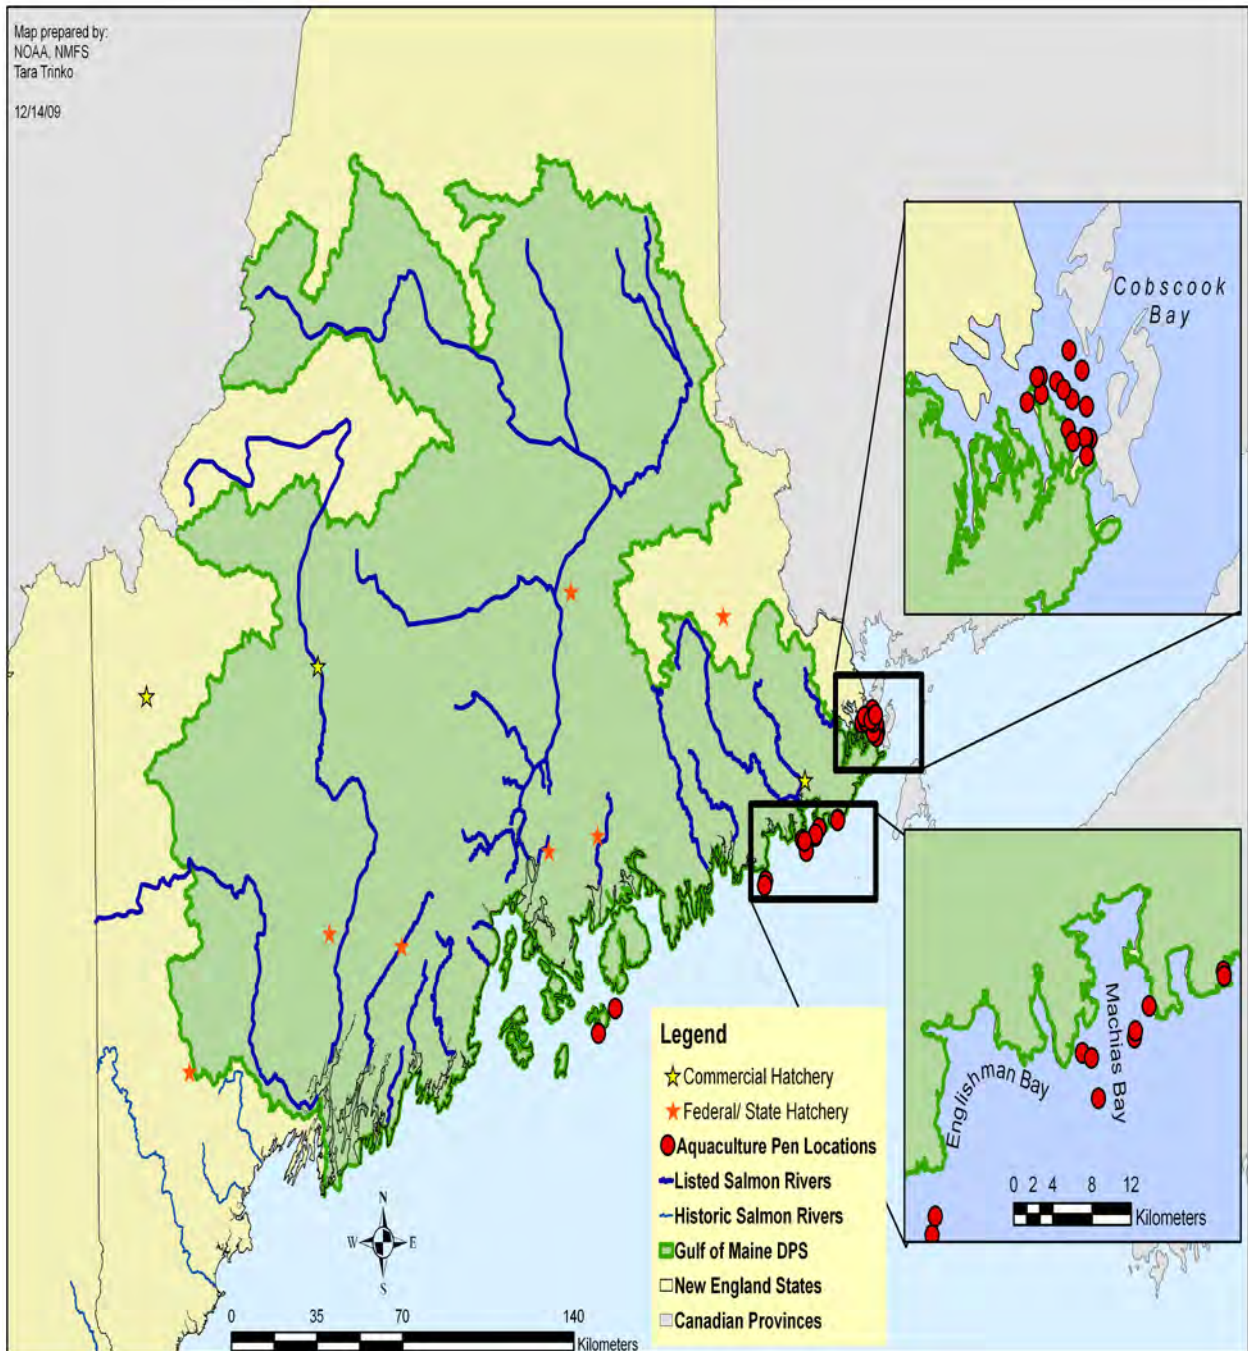 Map prepared by:
NOAA, NMFS
Tara Trinko
12/14/09
Cobscook
Bay
Englishman Bay
Machias Bay
0 2 4 8 12
Kilometers
Legend
Commercial Hatchery
Federal/ State Hatchery
Aquaculture Pen Locations
Listed Salmon Rivers
Historic Salmon Rivers
Gulf of Maine DPS
New England States
Canadian Provinces
N
W E
S
0 35 70 140
Kilometers